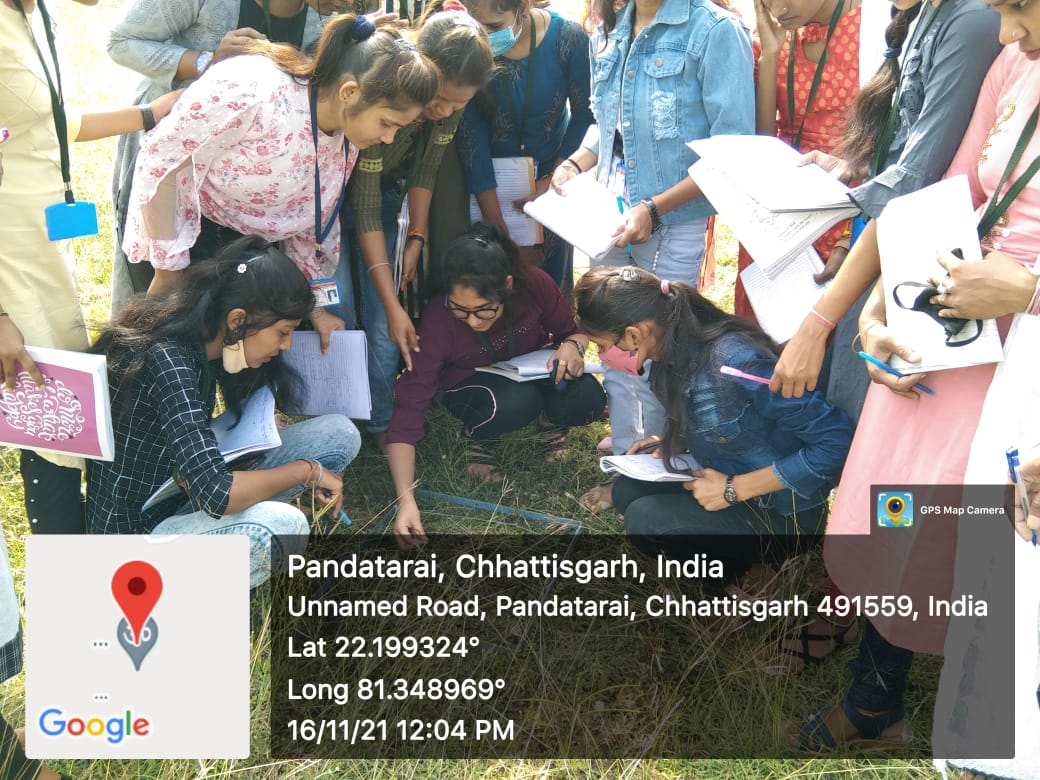 GPS Map Camera
Pandatarai, Chhattisgarh, India
Unnamed Road, Pandatarai, Chhattisgarh 491559, India
Lat 22.199324°
Long 81.348969°
16/11/21 12:04 PM
Google